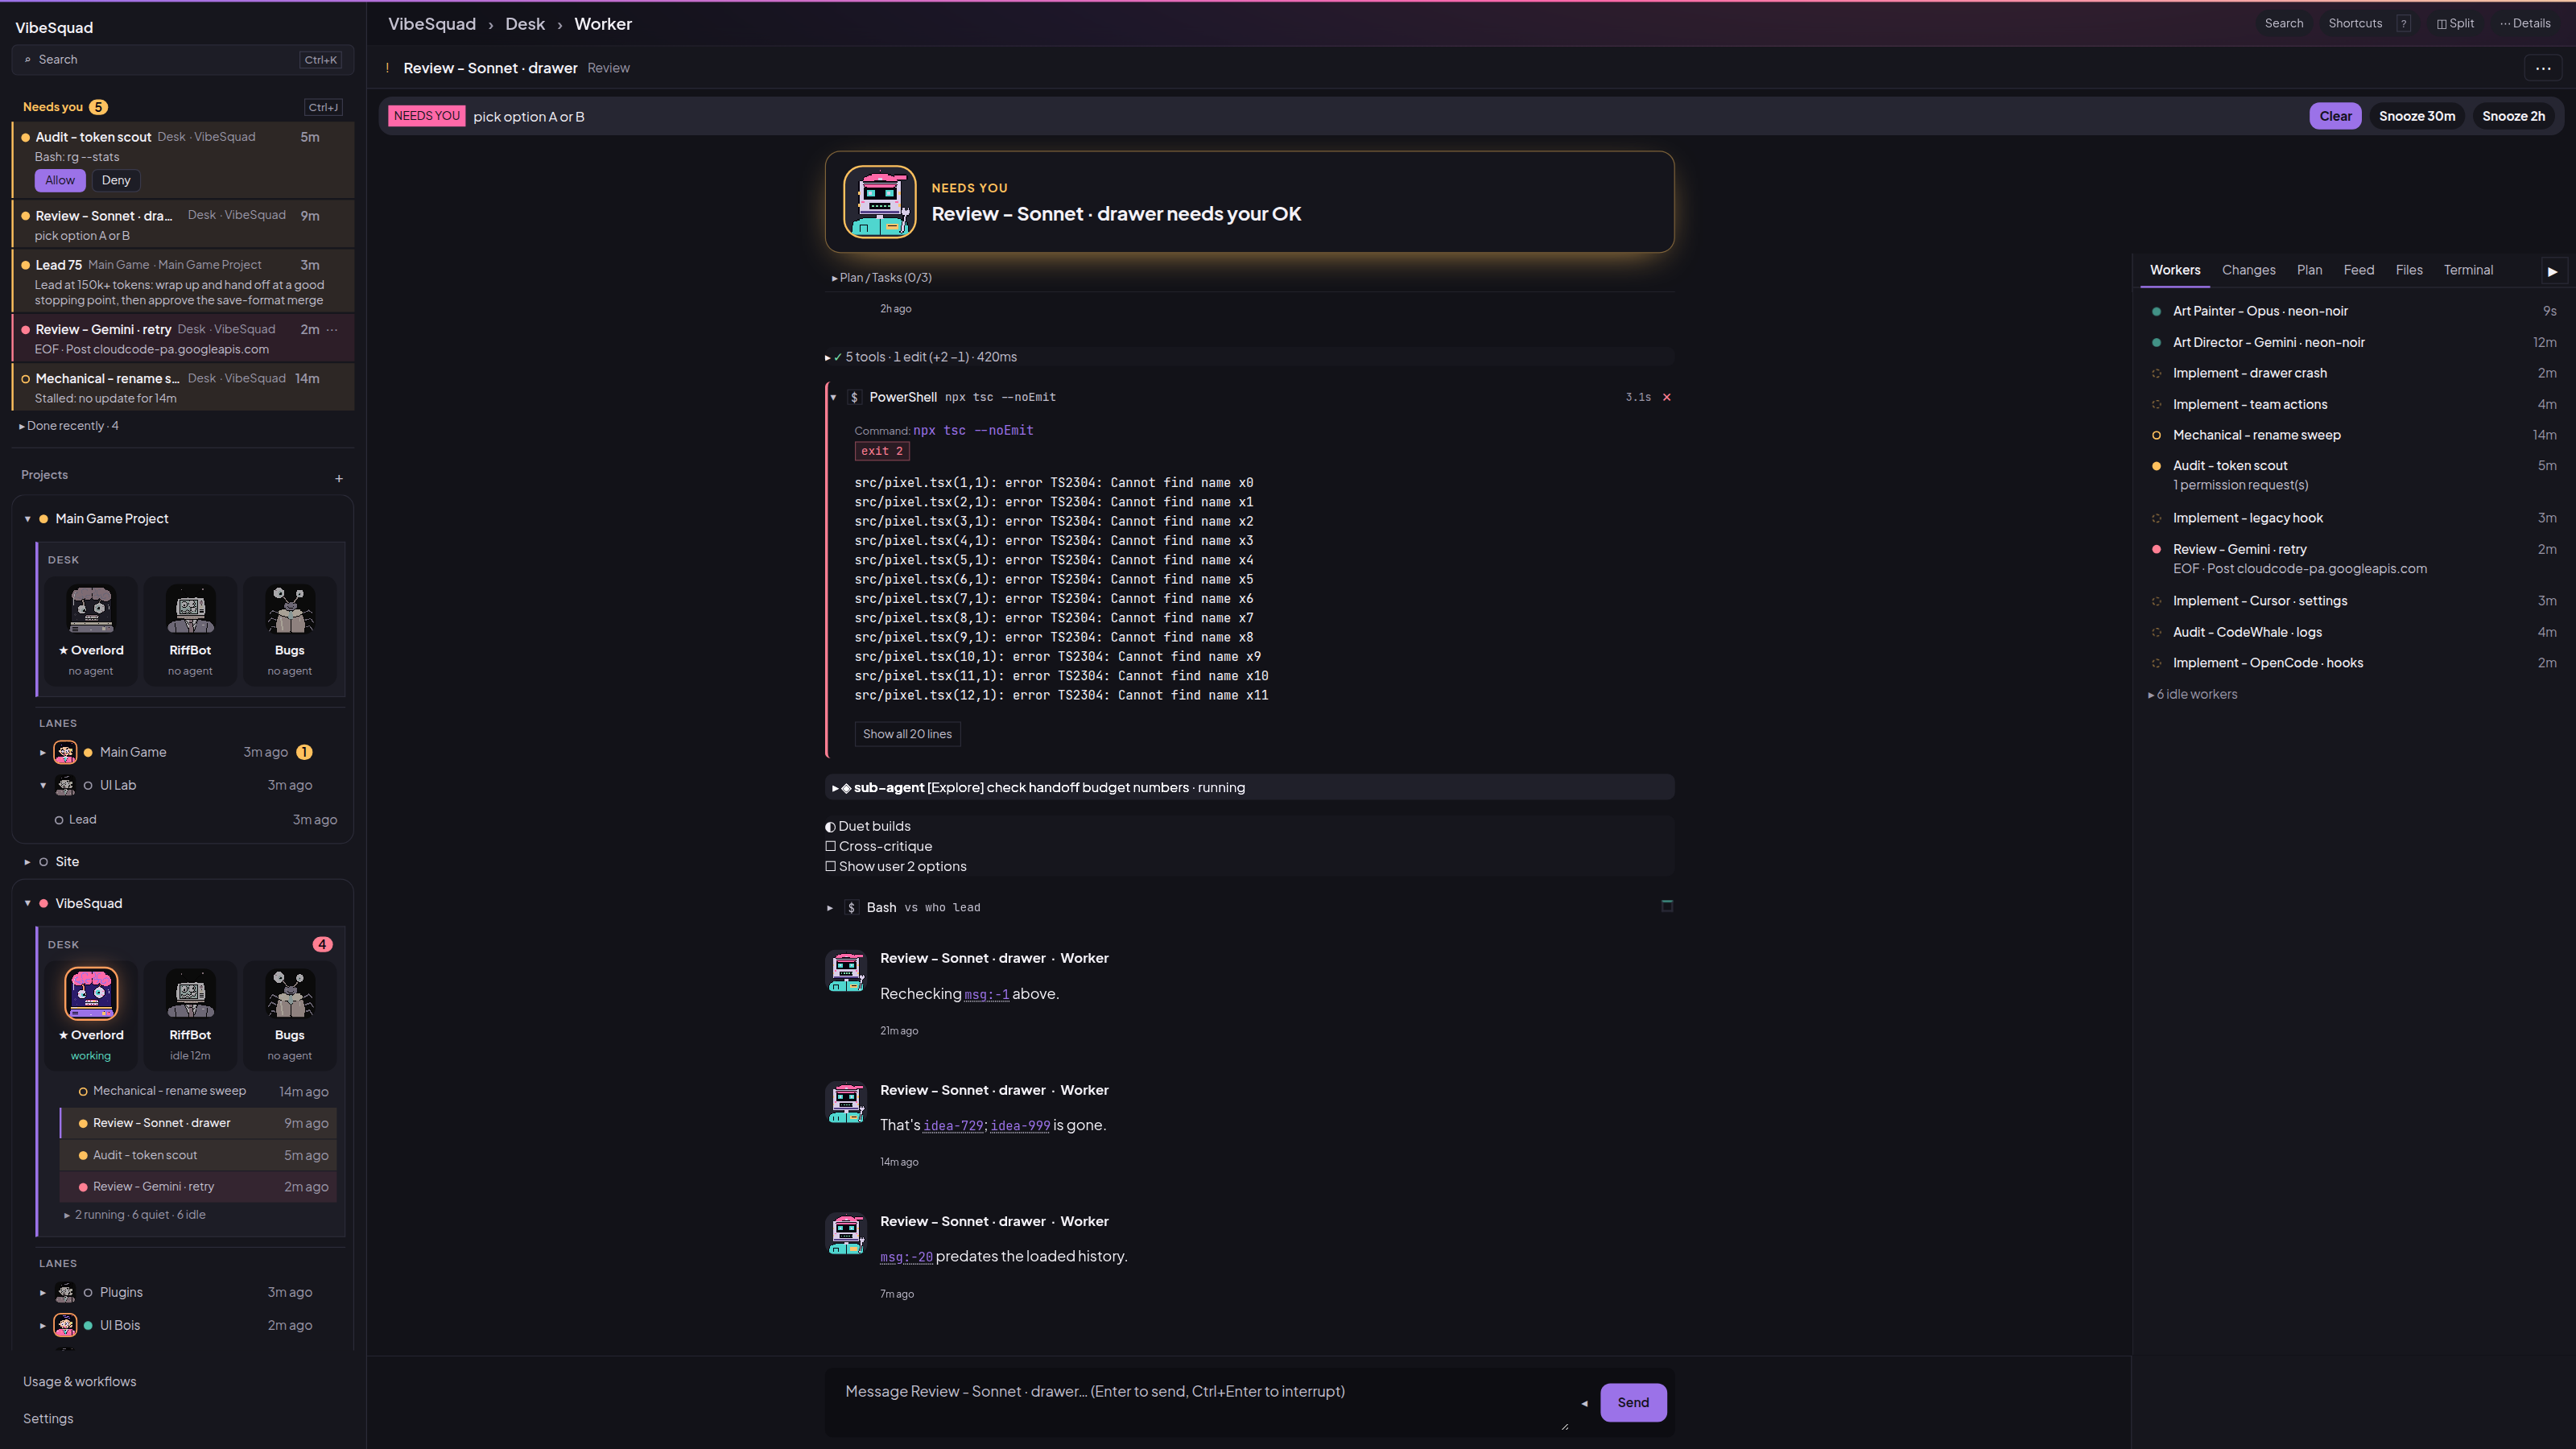 VibeSquad
Search Ctrl+K
Needs you 5 Ctrl+J
Audit - token scout Desk · VibeSquad 5m
Bash: rg --stats
Allow Deny
Review - Sonnet · dra... Desk · VibeSquad 9m
pick option A or B
Lead 75 Main Game · Main Game Project 3m
Lead at 150k+ tokens: wrap up and hand off at a good
stopping point, then approve the save-format merge
Review - Gemini · retry Desk · VibeSquad 2m ...
EOF · Post cloudcode-pa.googleapis.com
Mechanical - rename s... Desk · VibeSquad 14m
Stalled: no update for 14m
▸ Done recently · 4
Projects +
▾ Main Game Project
DESK
★ Overlord RiffBot Bugs
no agent no agent no agent
LANES
▸ Main Game 3m ago 1
▾ UI Lab 3m ago
Lead 3m ago
▸ Site
▾ VibeSquad
DESK 4
★ Overlord RiffBot Bugs
working idle 12m no agent
Mechanical - rename sweep 14m ago
Review - Sonnet · drawer 9m ago
Audit - token scout 5m ago
Review - Gemini · retry 2m ago
▸ 2 running · 6 quiet · 6 idle
LANES
▸ Plugins 3m ago
▸ UI Bois 2m ago
Usage & workflows
Settings
VibeSquad › Desk › Worker
Search Shortcuts ? Split ··· Details
! Review - Sonnet · drawer Review ...
NEEDS YOU pick option A or B Clear Snooze 30m Snooze 2h
NEEDS YOU
Review - Sonnet · drawer needs your OK
▸ Plan / Tasks (0/3)
2h ago
▸ ✓ 5 tools · 1 edit (+2 −1) · 420ms
▾ $ PowerShell npx tsc --noEmit 3.1s ✕
Command: npx tsc --noEmit
exit 2
src/pixel.tsx(1,1): error TS2304: Cannot find name x0
src/pixel.tsx(2,1): error TS2304: Cannot find name x1
src/pixel.tsx(3,1): error TS2304: Cannot find name x2
src/pixel.tsx(4,1): error TS2304: Cannot find name x3
src/pixel.tsx(5,1): error TS2304: Cannot find name x4
src/pixel.tsx(6,1): error TS2304: Cannot find name x5
src/pixel.tsx(7,1): error TS2304: Cannot find name x6
src/pixel.tsx(8,1): error TS2304: Cannot find name x7
src/pixel.tsx(9,1): error TS2304: Cannot find name x8
src/pixel.tsx(10,1): error TS2304: Cannot find name x9
src/pixel.tsx(11,1): error TS2304: Cannot find name x10
src/pixel.tsx(12,1): error TS2304: Cannot find name x11
Show all 20 lines
▸ ◈ sub-agent [Explore] check handoff budget numbers · running
◐ Duet builds
☐ Cross-critique
☐ Show user 2 options
▸ $ Bash vs who lead
Review - Sonnet · drawer · Worker
Rechecking msg:-1 above.
21m ago
Review - Sonnet · drawer · Worker
That's idea-729; idea-999 is gone.
14m ago
Review - Sonnet · drawer · Worker
msg:-20 predates the loaded history.
7m ago
Message Review - Sonnet · drawer... (Enter to send, Ctrl+Enter to interrupt)
◂ Send
Workers Changes Plan Feed Files Terminal ▶
Art Painter - Opus · neon-noir 9s
Art Director - Gemini · neon-noir 12m
Implement - drawer crash 2m
Implement - team actions 4m
Mechanical - rename sweep 14m
Audit - token scout 5m
1 permission request(s)
Implement - legacy hook 3m
Review - Gemini · retry 2m
EOF · Post cloudcode-pa.googleapis.com
Implement - Cursor · settings 3m
Audit - CodeWhale · logs 4m
Implement - OpenCode · hooks 2m
▸ 6 idle workers